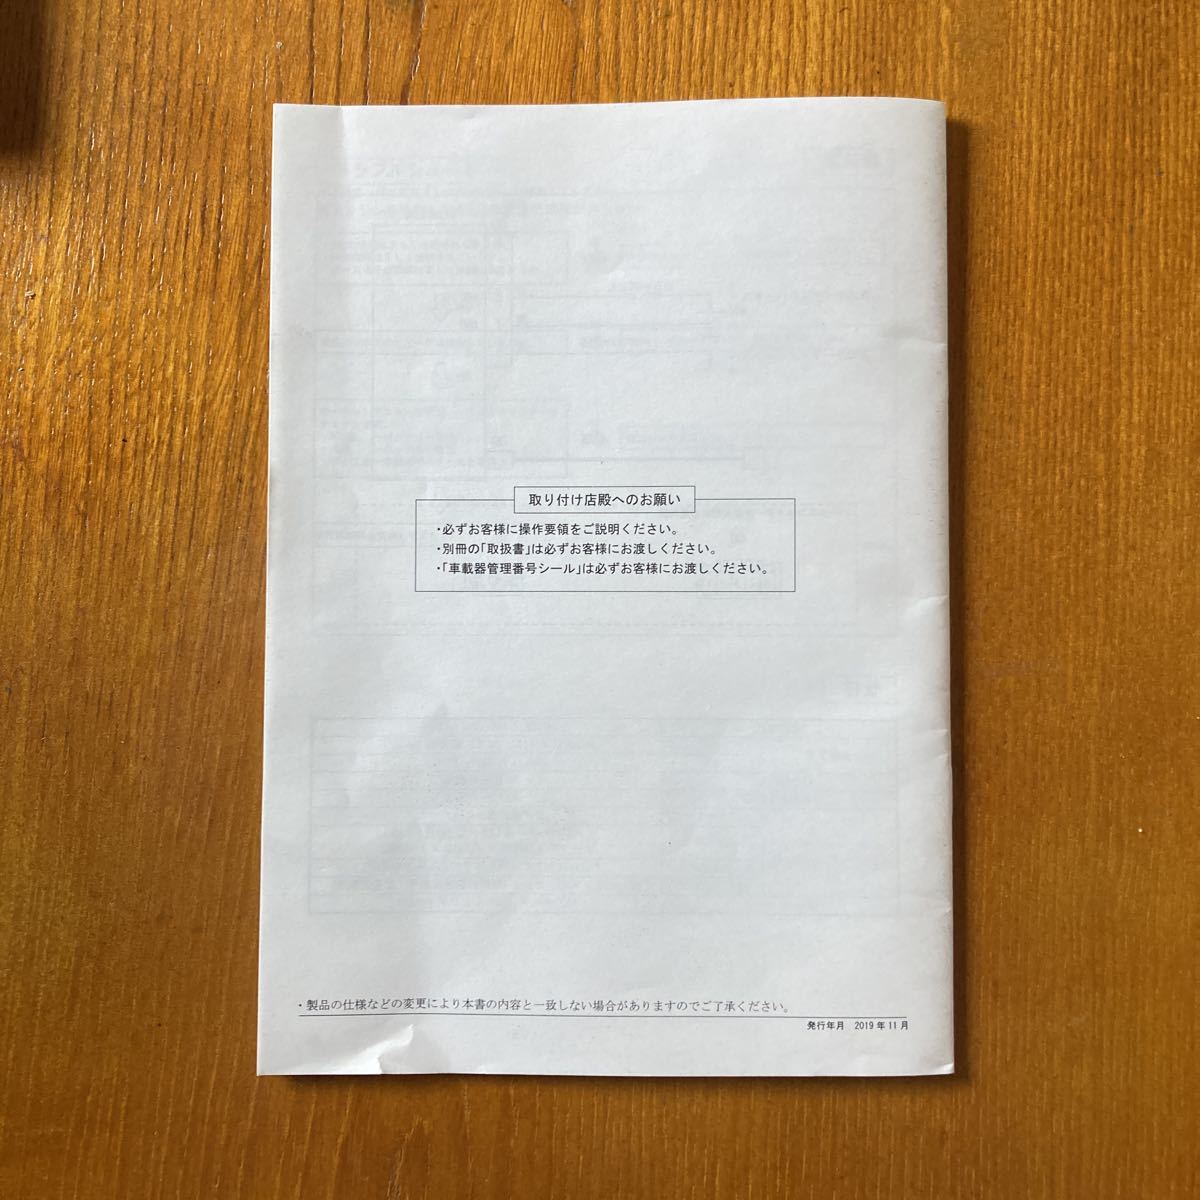 取り付け店殿へのお願い
・必ずお客様に操作要領をご説明ください。
・別冊の「取扱書」は必ずお客様にお渡しください。
・「車載器管理番号シール」は必ずお客様にお渡しください。
・製品の仕様などの変更により本書の内容と一致しない場合がありますのでご了承ください。
発行年月　2019 年 11 月